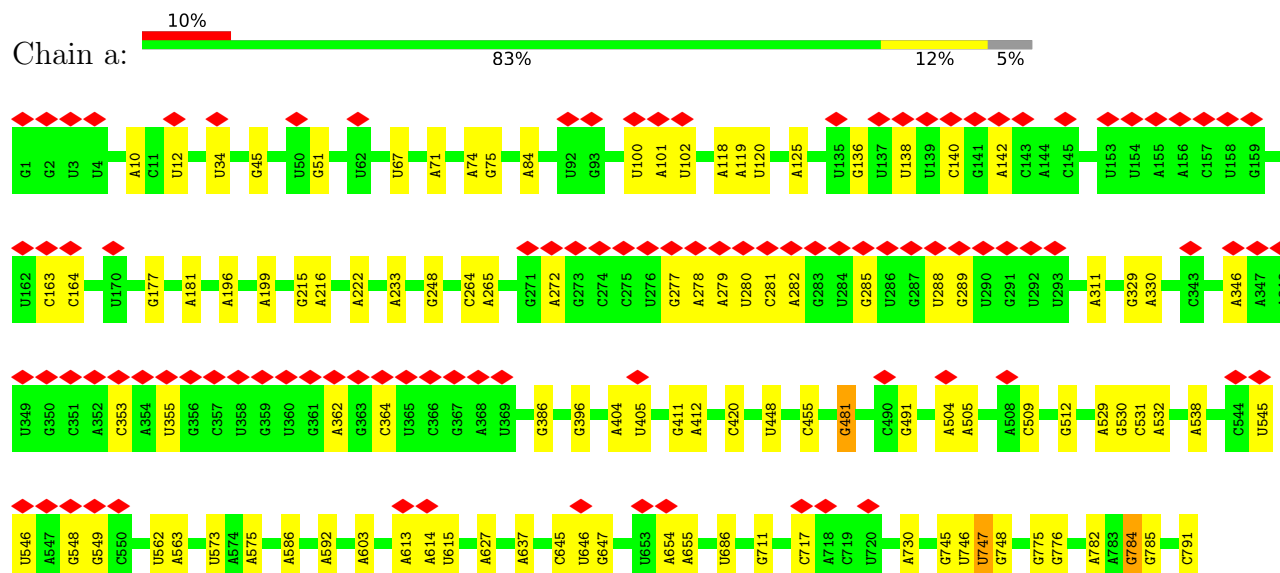 10%
Chain a:
83% 12% 5%
G1 G2 U3 U4 A10 C11 U12 U34 G45 U50 G51 U62 U67 A71 A74 G75 A84 U92 G93 U100 A101 U102 A118 A119 U120 A125 U135 G136 U137 U138 U139 C140 G141 A142 C143 A144 C145 U153 U154 A155 A156 C157 U158 G159
U162 C163 C164 U170 G177 A181 A196 A199 G215 A216 A222 A233 G248 C264 A265 G271 A272 G273 C274 C275 U276 G277 A278 A279 U280 C281 A282 G283 U284 G285 U286 G287 U288 G289 U290 G291 U292 U293 A311 G329 A330 C343 A346 A347
U349 G350 C351 A352 C353 A354 U355 G356 C357 U358 G359 U360 G361 A362 G363 C364 U365 C366 G367 A368 U369 G386 G396 A404 U405 G411 A412 C420 U448 C455 G481 C490 G491 A504 A505 A508 C509 G512 A529 G530 C531 A532 A538 C544 U545
U546 A547 G548 G549 C550 U562 A563 U573 A574 A575 A586 A592 A603 A613 A614 U615 A627 A637 C645 U646 G647 U653 A654 A655 U686 G711 C717 A718 C719 U720 A730 G745 U746 U747 G748 G775 G776 A782 A783 G784 G785 C791